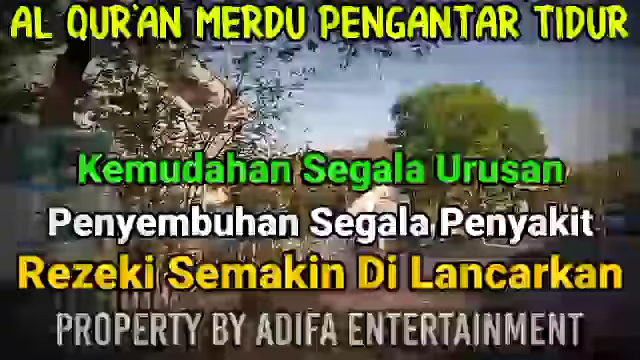 AL QUR'AN MERDU PENGANTAR TIDUR
Kemudahan Segala Urusan
Penyembuhan Segala Penyakit
Rezeki Semakin Di Lancarkan
PROPERTY BY ADIFA ENTERTAINMENT